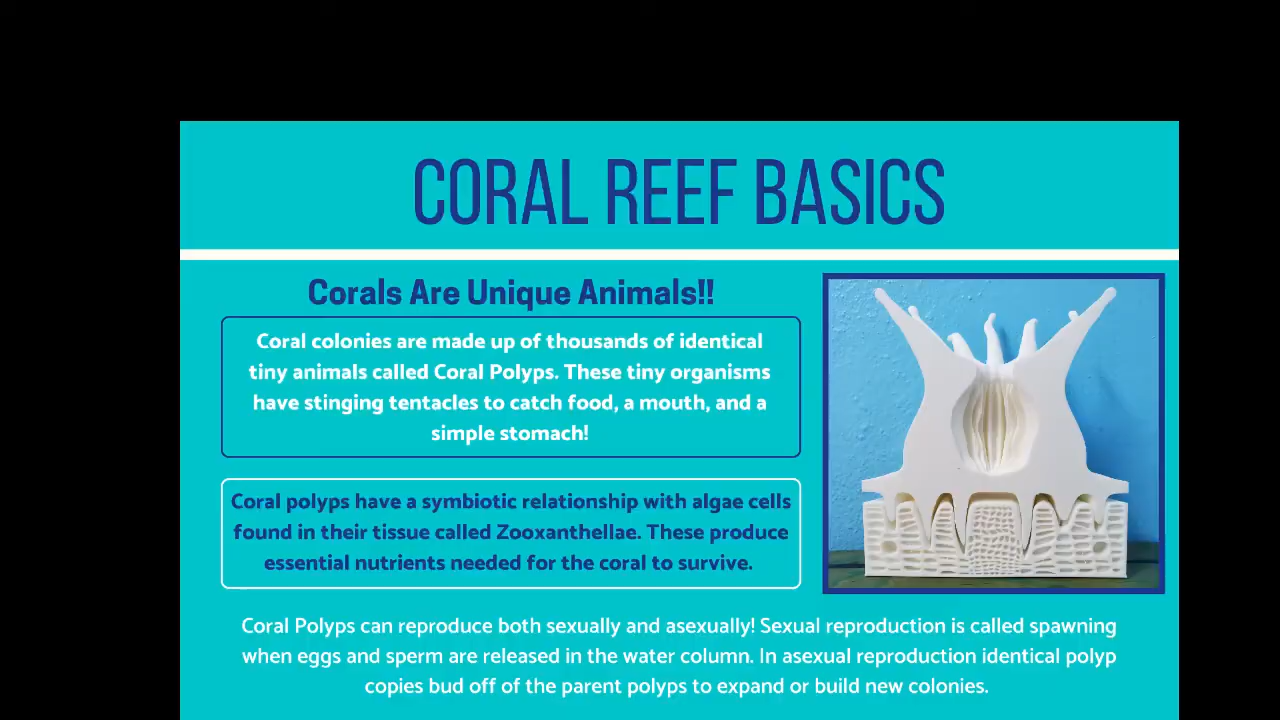 CORAL REEF BASICS
Corals Are Unique Animals!!
Coral colonies are made up of thousands of identical
tiny animals called Coral Polyps. These tiny organisms
have stinging tentacles to catch food, a mouth, and a
simple stomach!
Coral polyps have a symbiotic relationship with algae cells
found in their tissue called Zooxanthellae. These produce
essential nutrients needed for the coral to survive.
Coral Polyps can reproduce both sexually and asexually! Sexual reproduction is called spawning
when eggs and sperm are released in the water column. In asexual reproduction identical polyp
copies bud off of the parent polyps to expand or build new colonies.